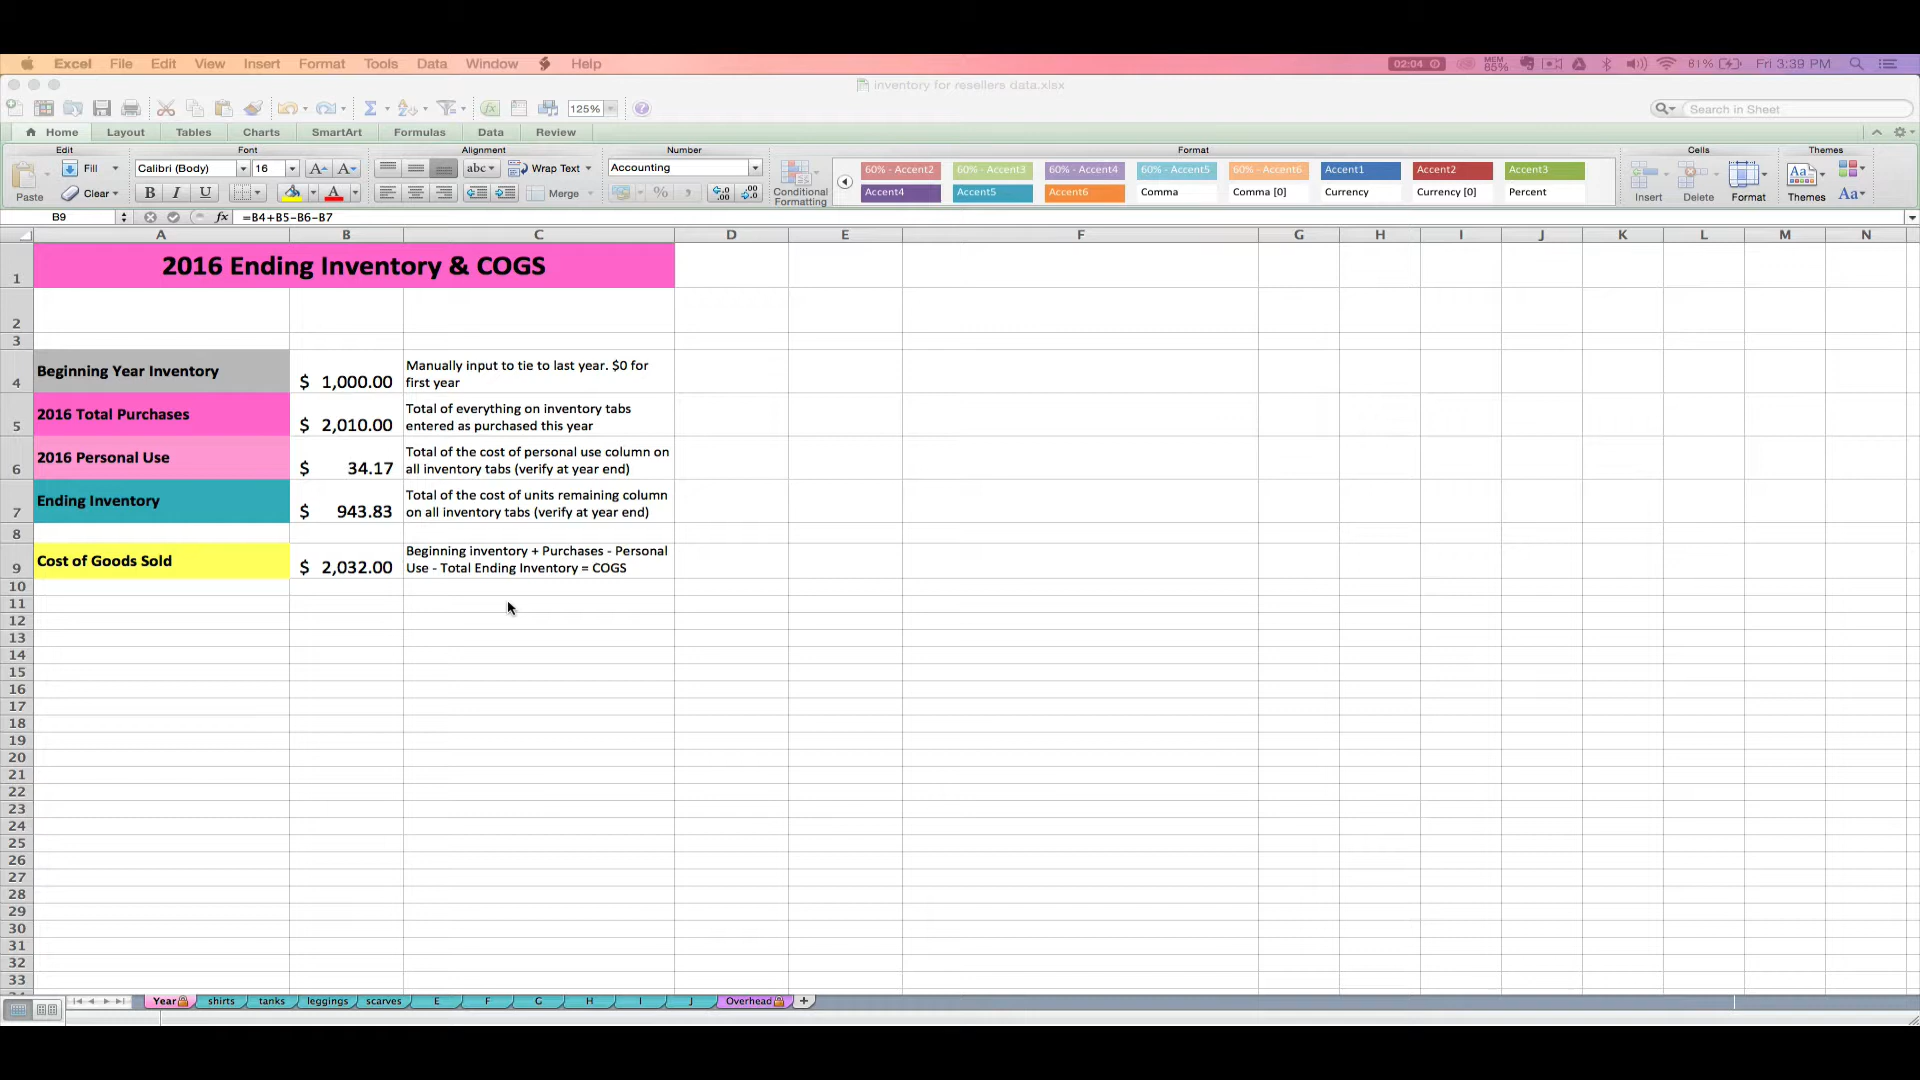 Excel File Edit View Insert Format Tools Data Window Help 02:04 MEM 85% 81% Fri 3:39 PM
inventory for resellers data.xlsx
125% Search in Sheet
Home Layout Tables Charts SmartArt Formulas Data Review
Edit Font Alignment Number Format Cells Themes
Fill Calibri (Body) 16 A A abc Wrap Text Accounting 60% - Accent2 60% - Accent3 60% - Accent4 60% - Accent5 60% - Accent6 Accent1 Accent2 Accent3 Aa
Paste Clear B I U A Merge % Conditional Formatting Accent4 Accent5 Accent6 Comma Comma [0] Currency Currency [0] Percent Insert Delete Format Themes Aa
B9 fx =B4+B5-B6-B7
A B C D E F G H I J K L M N
1 2016 Ending Inventory & COGS
2
3
4 Beginning Year Inventory $ 1,000.00 Manually input to tie to last year. $0 for
first year
5 2016 Total Purchases $ 2,010.00 Total of everything on inventory tabs
entered as purchased this year
6 2016 Personal Use $ 34.17 Total of the cost of personal use column on
all inventory tabs (verify at year end)
7 Ending Inventory $ 943.83 Total of the cost of units remaining column
on all inventory tabs (verify at year end)
8
9 Cost of Goods Sold $ 2,032.00 Beginning inventory + Purchases - Personal
Use - Total Ending Inventory = COGS
10
11
12
13
14
15
16
17
18
19
20
21
22
23
24
25
26
27
28
29
30
31
32
33
Year shirts tanks leggings scarves E F G H I J Overhead +